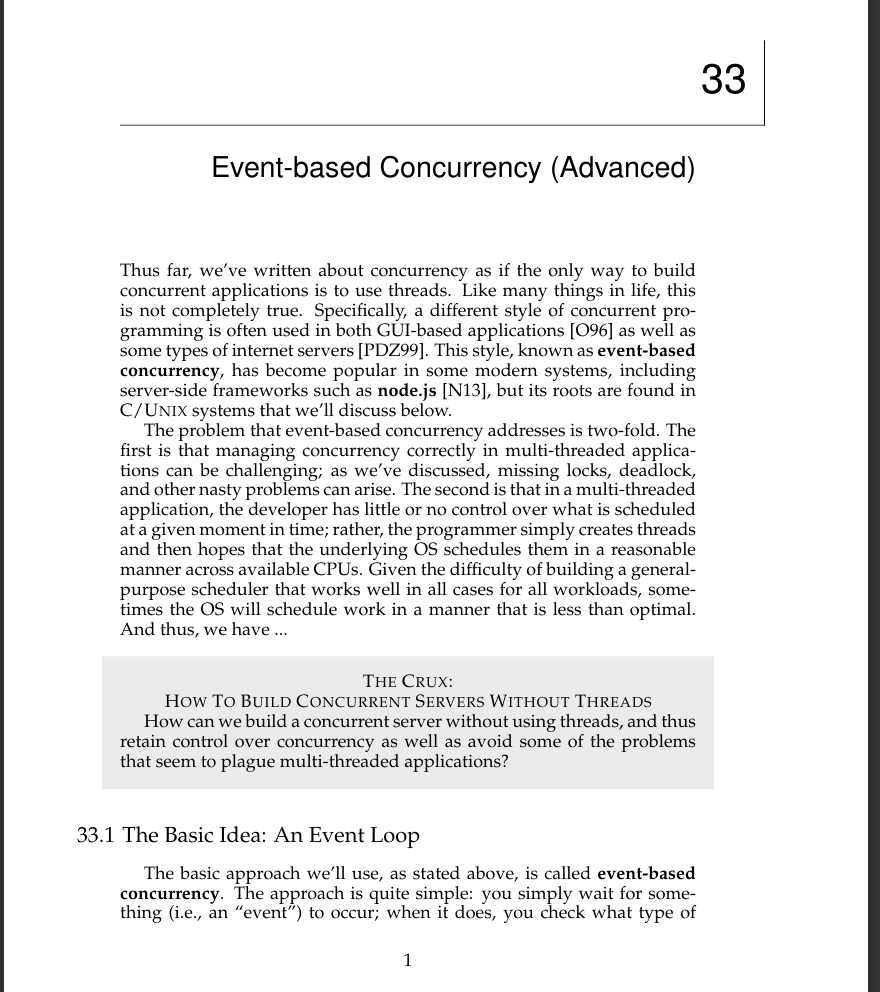 33
Event-based Concurrency (Advanced)
Thus far, we’ve written about concurrency as if the only way to build
concurrent applications is to use threads. Like many things in life, this
is not completely true. Specifically, a different style of concurrent pro-
gramming is often used in both GUI-based applications [O96] as well as
some types of internet servers [PDZ99]. This style, known as event-based
concurrency, has become popular in some modern systems, including
server-side frameworks such as node.js [N13], but its roots are found in
C/UNIX systems that we’ll discuss below.
The problem that event-based concurrency addresses is two-fold. The
first is that managing concurrency correctly in multi-threaded applica-
tions can be challenging; as we’ve discussed, missing locks, deadlock,
and other nasty problems can arise. The second is that in a multi-threaded
application, the developer has little or no control over what is scheduled
at a given moment in time; rather, the programmer simply creates threads
and then hopes that the underlying OS schedules them in a reasonable
manner across available CPUs. Given the difficulty of building a general-
purpose scheduler that works well in all cases for all workloads, some-
times the OS will schedule work in a manner that is less than optimal.
And thus, we have ...
THE CRUX:
HOW TO BUILD CONCURRENT SERVERS WITHOUT THREADS
How can we build a concurrent server without using threads, and thus
retain control over concurrency as well as avoid some of the problems
that seem to plague multi-threaded applications?
33.1 The Basic Idea: An Event Loop
The basic approach we’ll use, as stated above, is called event-based
concurrency. The approach is quite simple: you simply wait for some-
thing (i.e., an “event”) to occur; when it does, you check what type of
1